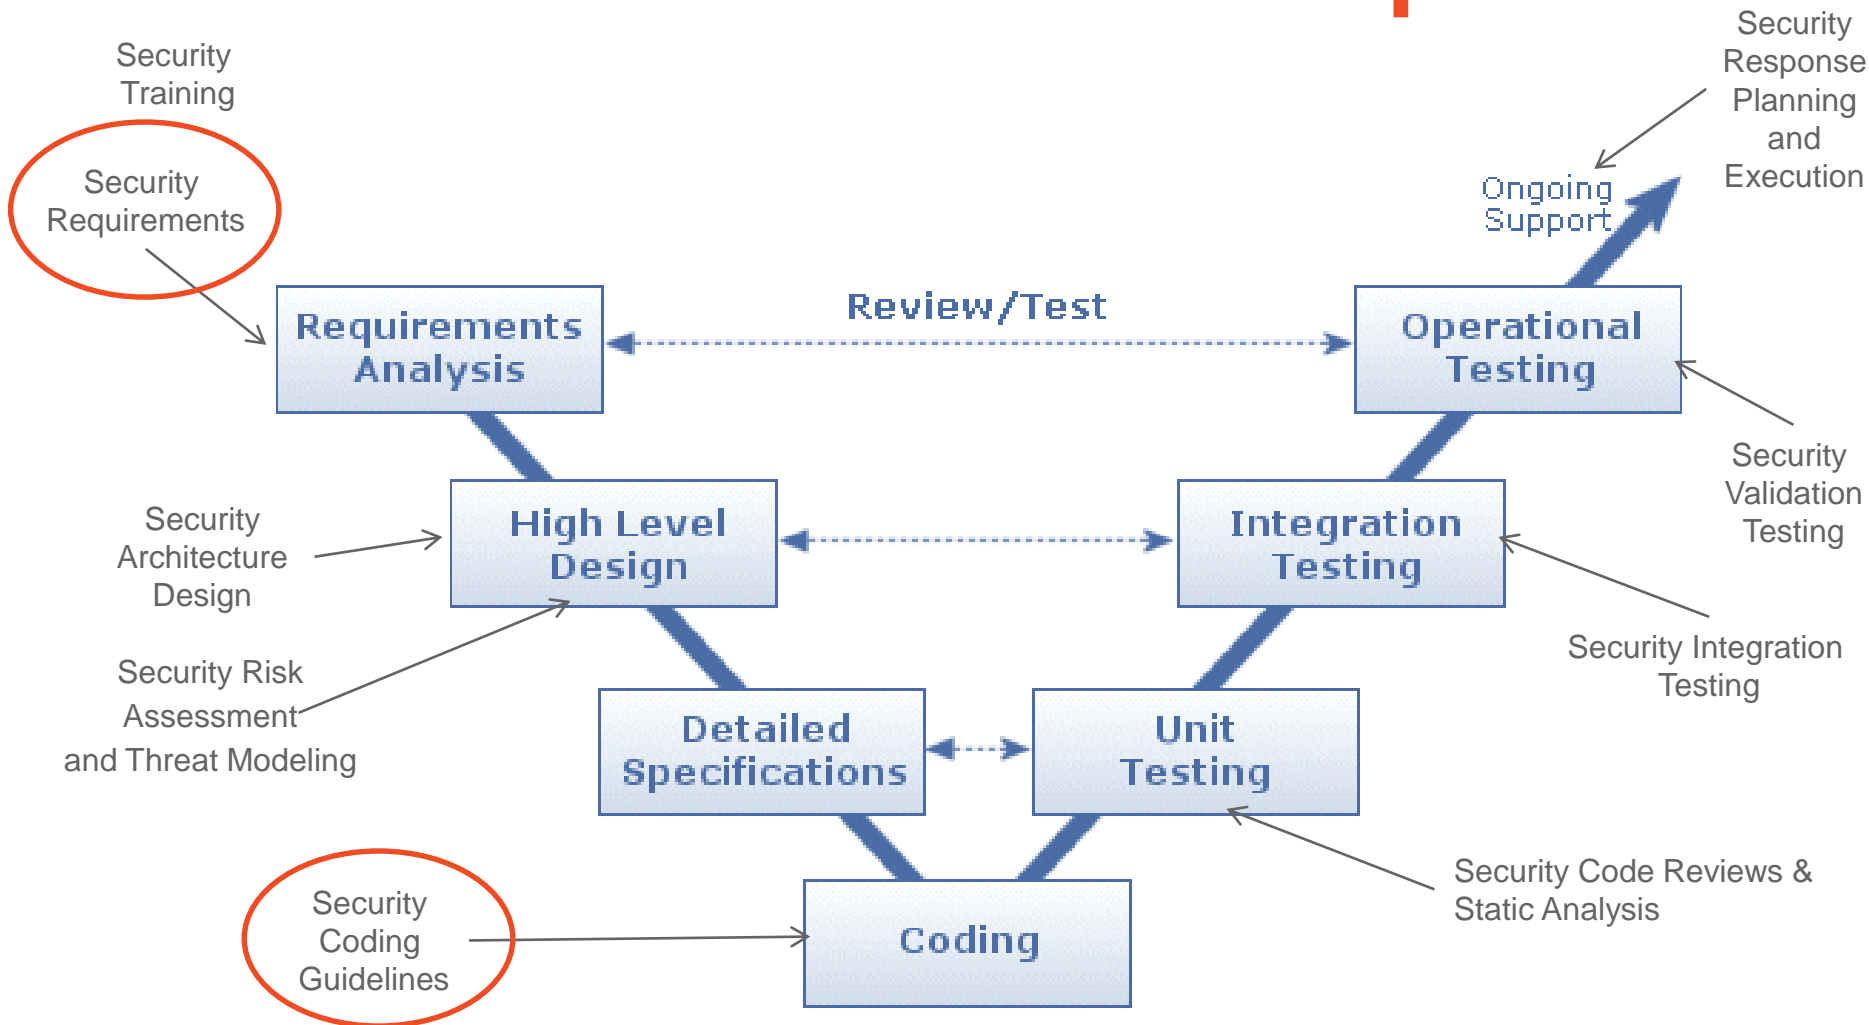 Security
Training
Security
Requirements
Security
Response
Planning
and
Execution
Ongoing
Support
Requirements
Analysis
Review/Test
Operational
Testing
Security
Architecture
Design
High Level
Design
Integration
Testing
Security
Validation
Testing
Security Risk
Assessment
and Threat Modeling
Security Integration
Testing
Detailed
Specifications
Unit
Testing
Security
Coding
Guidelines
Coding
Security Code Reviews &
Static Analysis